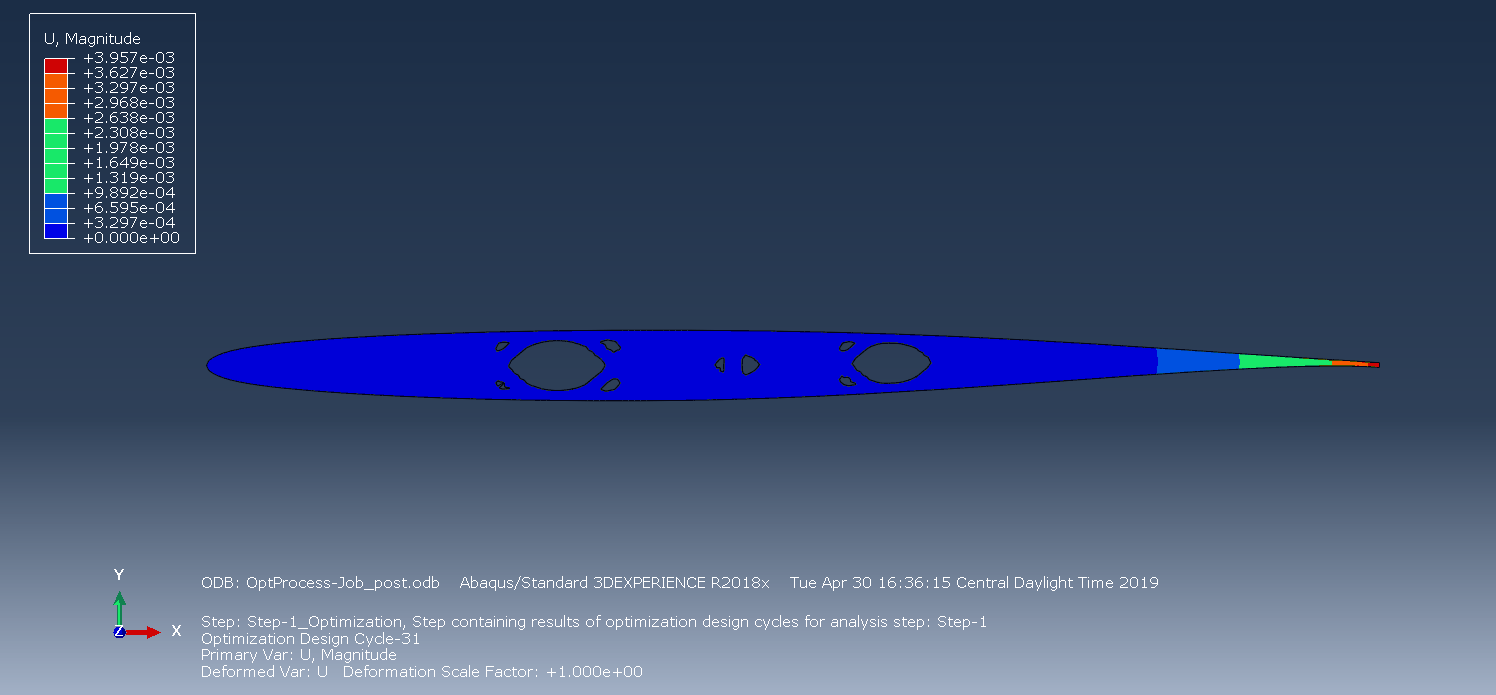 U, Magnitude
+3.957e-03
+3.627e-03
+3.297e-03
+2.968e-03
+2.638e-03
+2.308e-03
+1.978e-03
+1.649e-03
+1.319e-03
+9.892e-04
+6.595e-04
+3.297e-04
+0.000e+00
Y
Z
X
ODB: OptProcess-Job_post.odb Abaqus/Standard 3DEXPERIENCE R2018x Tue Apr 30 16:36:15 Central Daylight Time 2019
Step: Step-1_Optimization, Step containing results of optimization design cycles for analysis step: Step-1
Optimization Design Cycle-31
Primary Var: U, Magnitude
Deformed Var: U Deformation Scale Factor: +1.000e+00